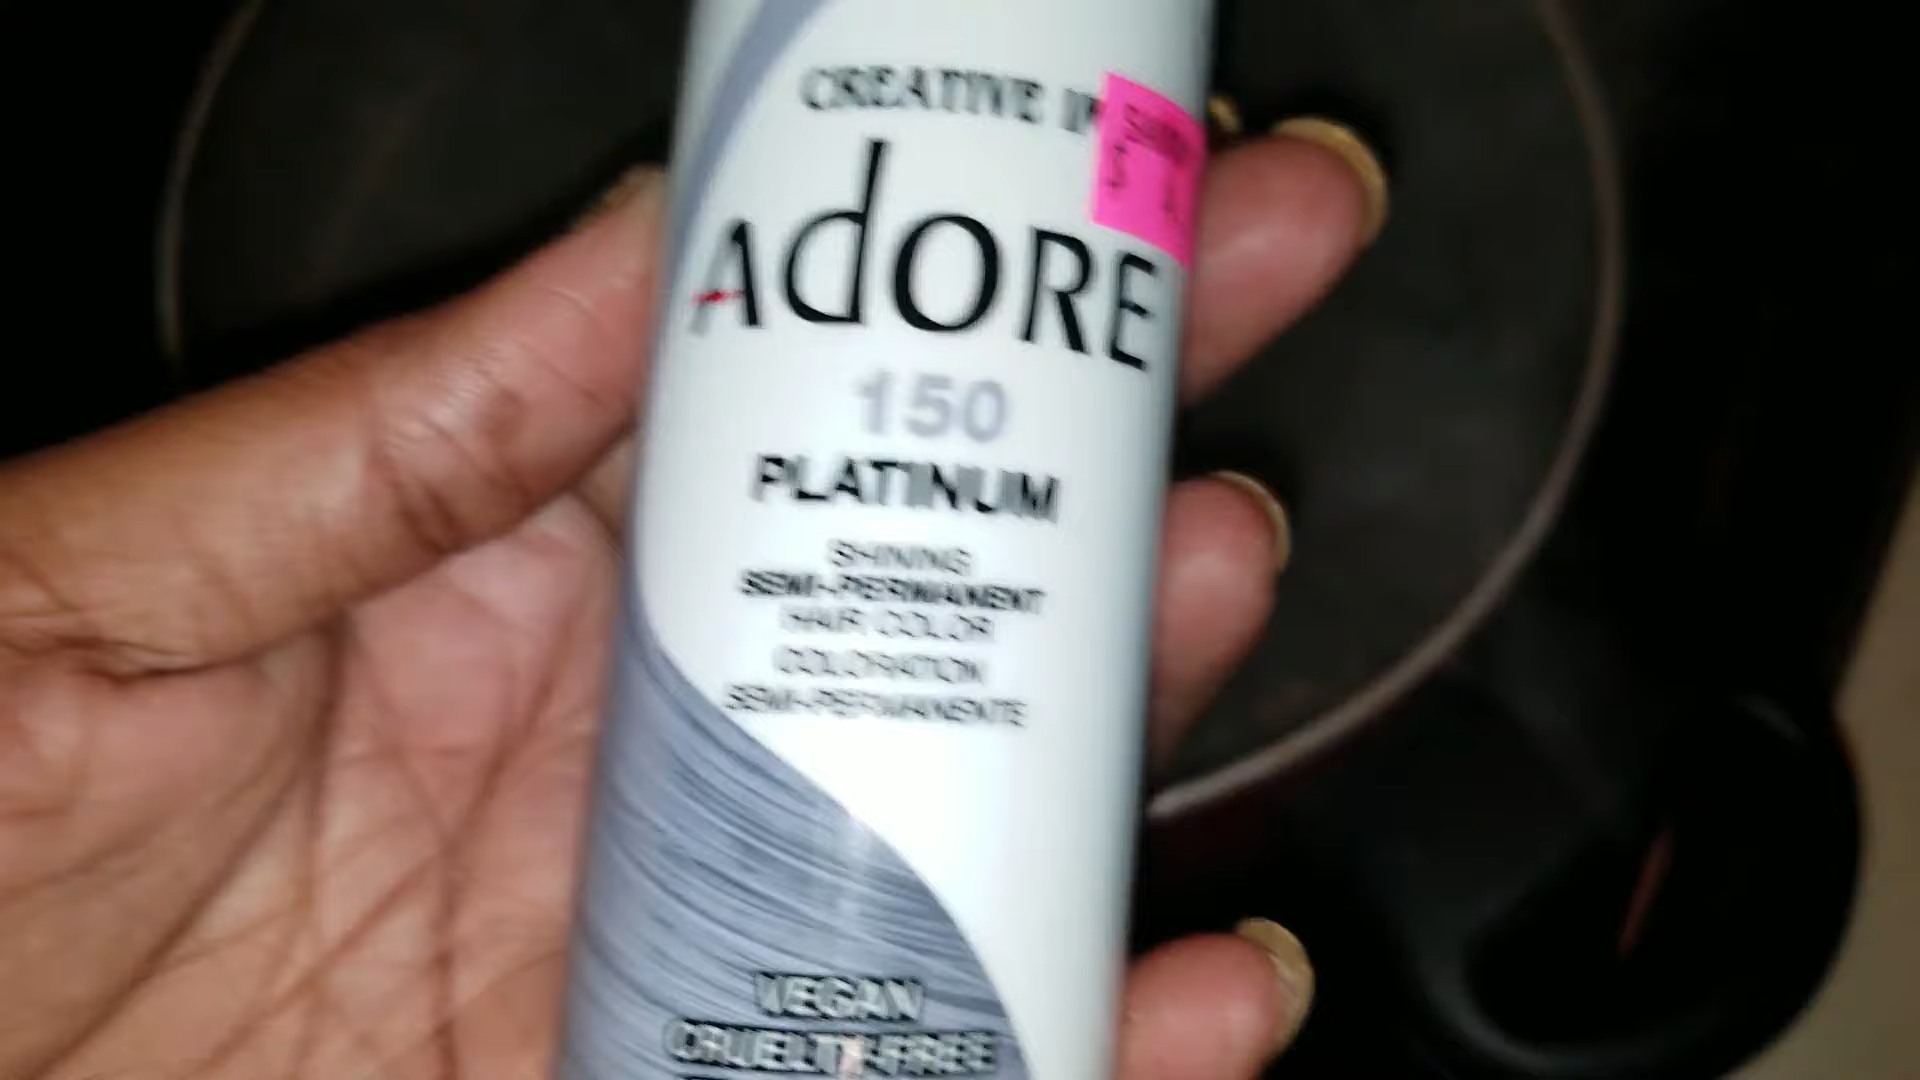 CREATIVE
ADORE
150
PLATINUM
SHINING
SEMI-PERMANENT
HAIR COLOR
COLORATION
SEMI-PERMANENTE
VEGAN
CRUELTY-FREE